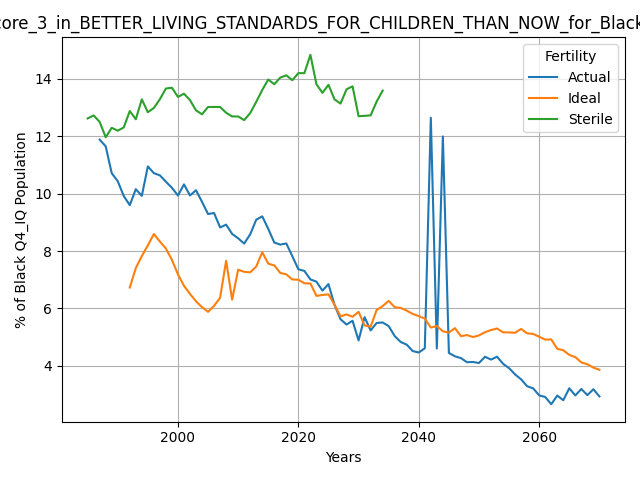 core_3_in_BETTER_LIVING_STANDARDS_FOR_CHILDREN_THAN_NOW_for_Black
Fertility
Actual
Ideal
Sterile
% of Black Q4_IQ Population
14
12
10
8
6
4
2000
2020
2040
2060
Years